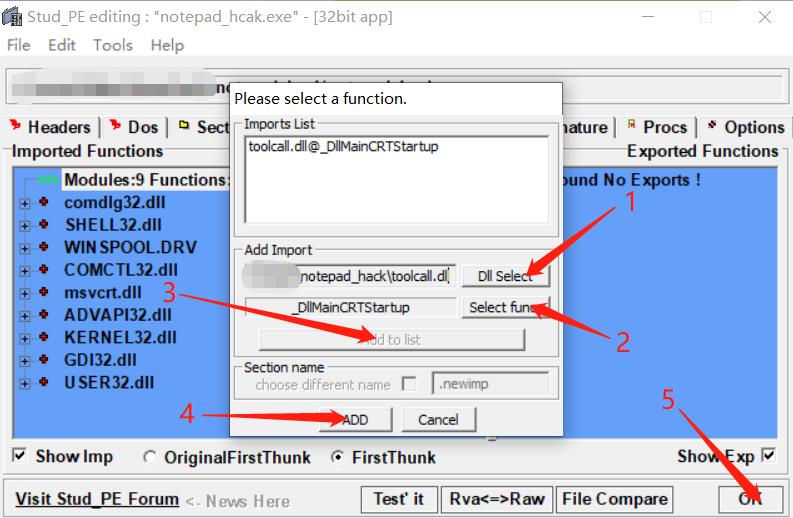 Stud_PE editing : "notepad_hcak.exe" - [32bit app]
File Edit Tools Help
Please select a function.
Headers Dos Sect nature Procs Options
Imports List
toolcall.dll@_DllMainCRTStartup
Imported Functions Exported Functions
Modules:9 Functions: ound No Exports !
comdlg32.dll
SHELL32.dll
WINSPOOL.DRV
COMCTL32.dll
msvcrt.dll
ADVAPI32.dll
KERNEL32.dll
GDI32.dll
USER32.dll
Add Import
notepad_hack\toolcall.dl Dll Select
1
_DllMainCRTStartup Select func
2
3
Add to list
Section name
choose different name .newimp
4
ADD Cancel
5
Show Imp OriginalFirstThunk FirstThunk Show Exp
Visit Stud_PE Forum <- News Here Test' it Rva<=>Raw File Compare OK